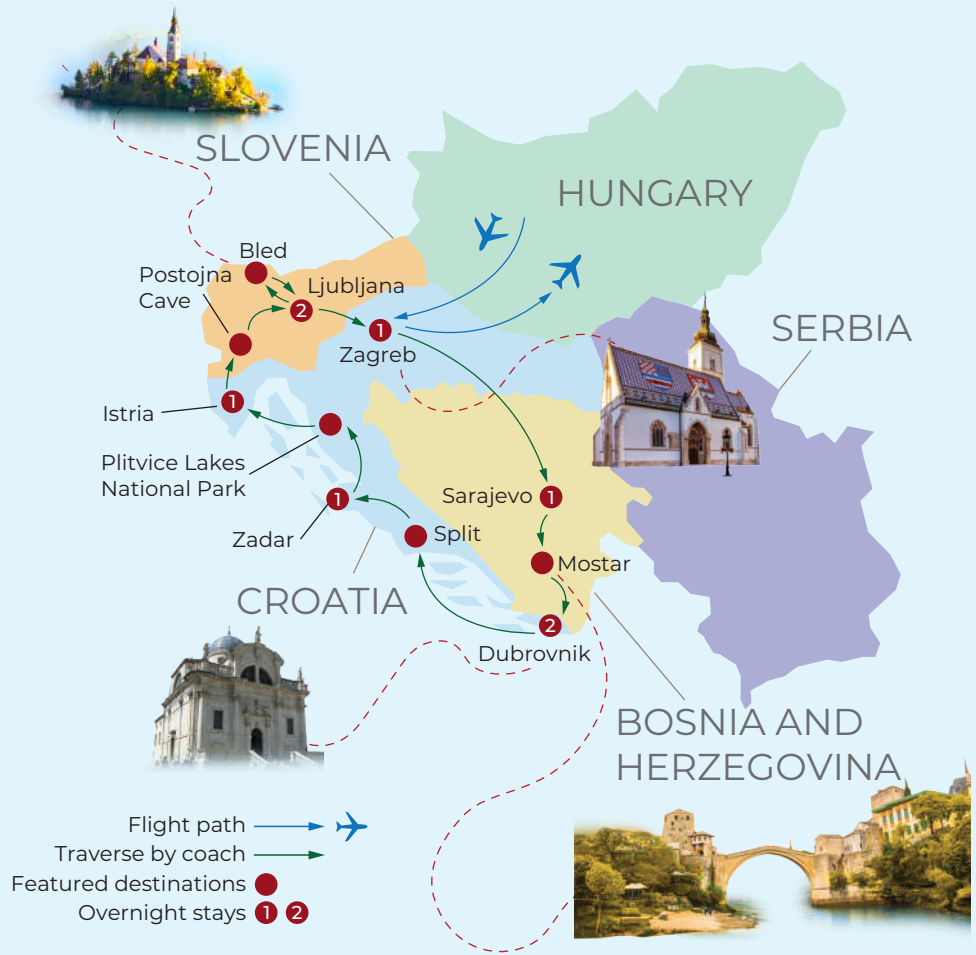 SLOVENIA
HUNGARY
Bled
Postojna
Cave
Ljubljana
2
1
Zagreb
SERBIA
Istria
1
Plitvice Lakes
National Park
Sarajevo
1
1
Zadar
Split
Mostar
CROATIA
2
Dubrovnik
BOSNIA AND
HERZEGOVINA
Flight path
Traverse by coach
Featured destinations
Overnight stays 1 2